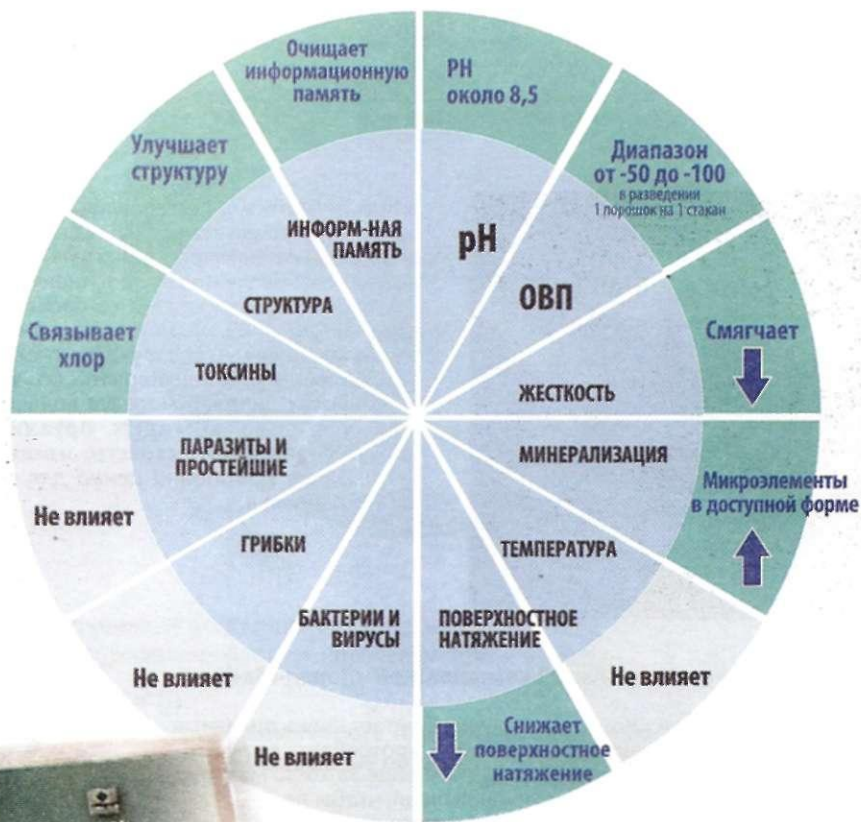 Очищает
информационную
память
РН
около 8,5
Диапазон
от -50 до -100
в разведении
1 порошок на 1 стакан
Смягчает
Микроэлементы
в доступной форме
Не влияет
Снижает
поверхностное
натяжение
Не влияет
Не влияет
Не влияет
Связывает
хлор
Улучшает
структуру
ИНФОРМ-НАЯ
ПАМЯТЬ
рН
ОВП
ЖЕСТКОСТЬ
МИНЕРАЛИЗАЦИЯ
ТЕМПЕРАТУРА
ПОВЕРХНОСТНОЕ
НАТЯЖЕНИЕ
БАКТЕРИИ И
ВИРУСЫ
ГРИБКИ
ПАРАЗИТЫ И
ПРОСТЕЙШИЕ
ТОКСИНЫ
СТРУКТУРА